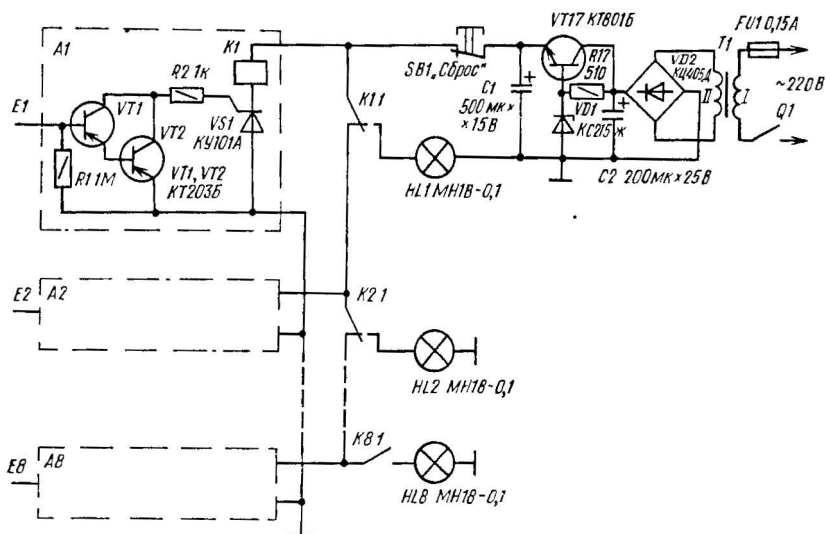 A1
K1
R2 1к
E1
VT1
VS1
КУ101А
VT2
R1 1М
VT1, VT2
КТ203Б
K1.1
SB1 „Сброс“
C1
500 мк ×
× 15 В
VT17 КТ801Б
R17
510
VD1
КС215ж
C2 200мк × 25В
VD2
КЦ405Д
T1
II
I
FU1 0,15А
~220В
Q1
HL1 МН18-0,1
E2
A2
K2.1
HL2 МН18-0,1
E8
A8
K8.1
HL8 МН18-0,1